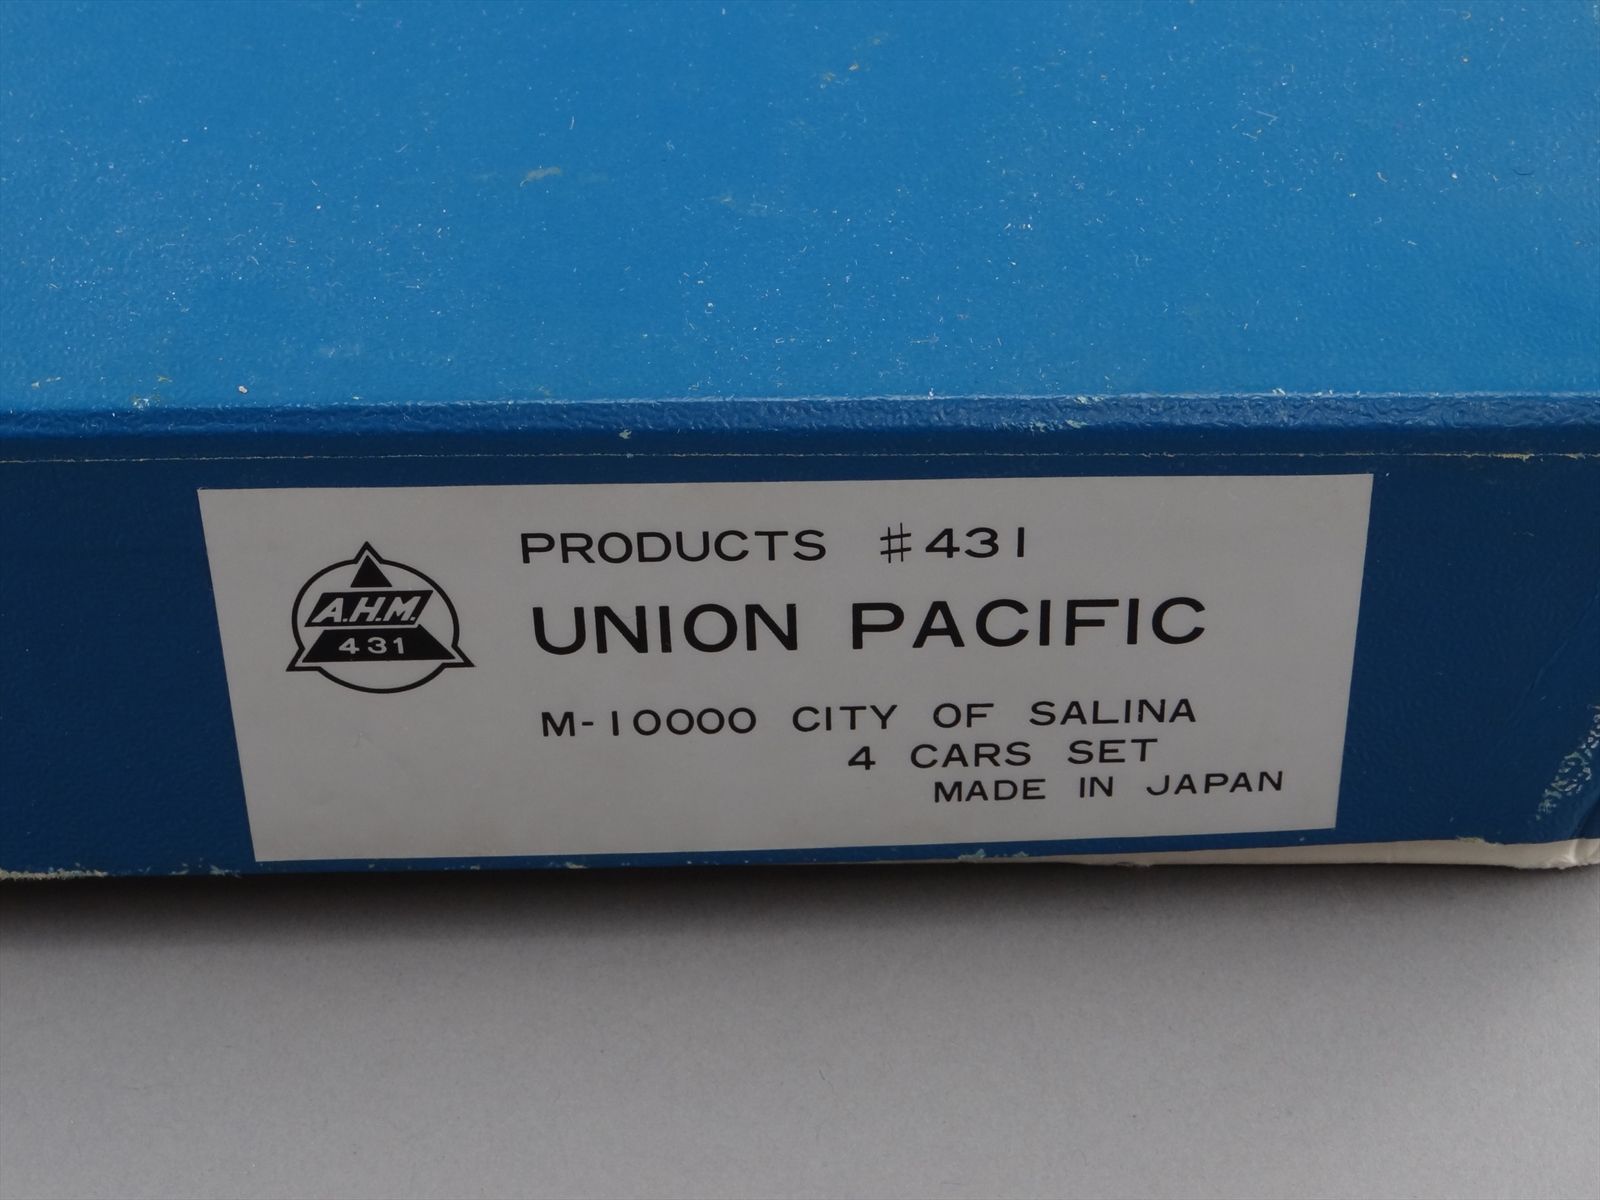 A.H.M.
431
PRODUCTS #431
UNION PACIFIC
M-10000 CITY OF SALINA
4 CARS SET
MADE IN JAPAN